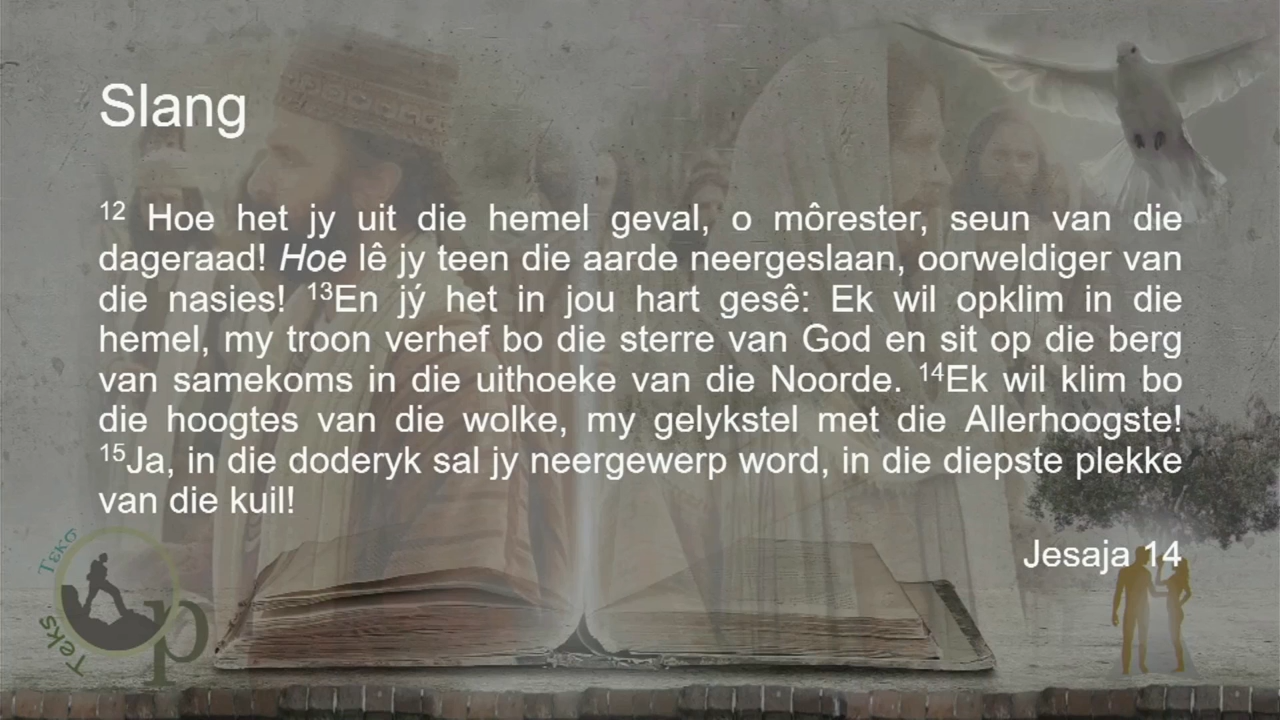 Slang
12 Hoe het jy uit die hemel geval, o môrester, seun van die
dageraad! Hoe lê jy teen die aarde neergeslaan, oorweldiger van
die nasies! 13En jý het in jou hart gesê: Ek wil opklim in die
hemel, my troon verhef bo die sterre van God en sit op die berg
van samekoms in die uithoeke van die Noorde. 14Ek wil klim bo
die hoogtes van die wolke, my gelykstel met die Allerhoogste!
15Ja, in die doderyk sal jy neergewerp word, in die diepste plekke
van die kuil!
Jesaja 14
Τεκσ
Teks
Op